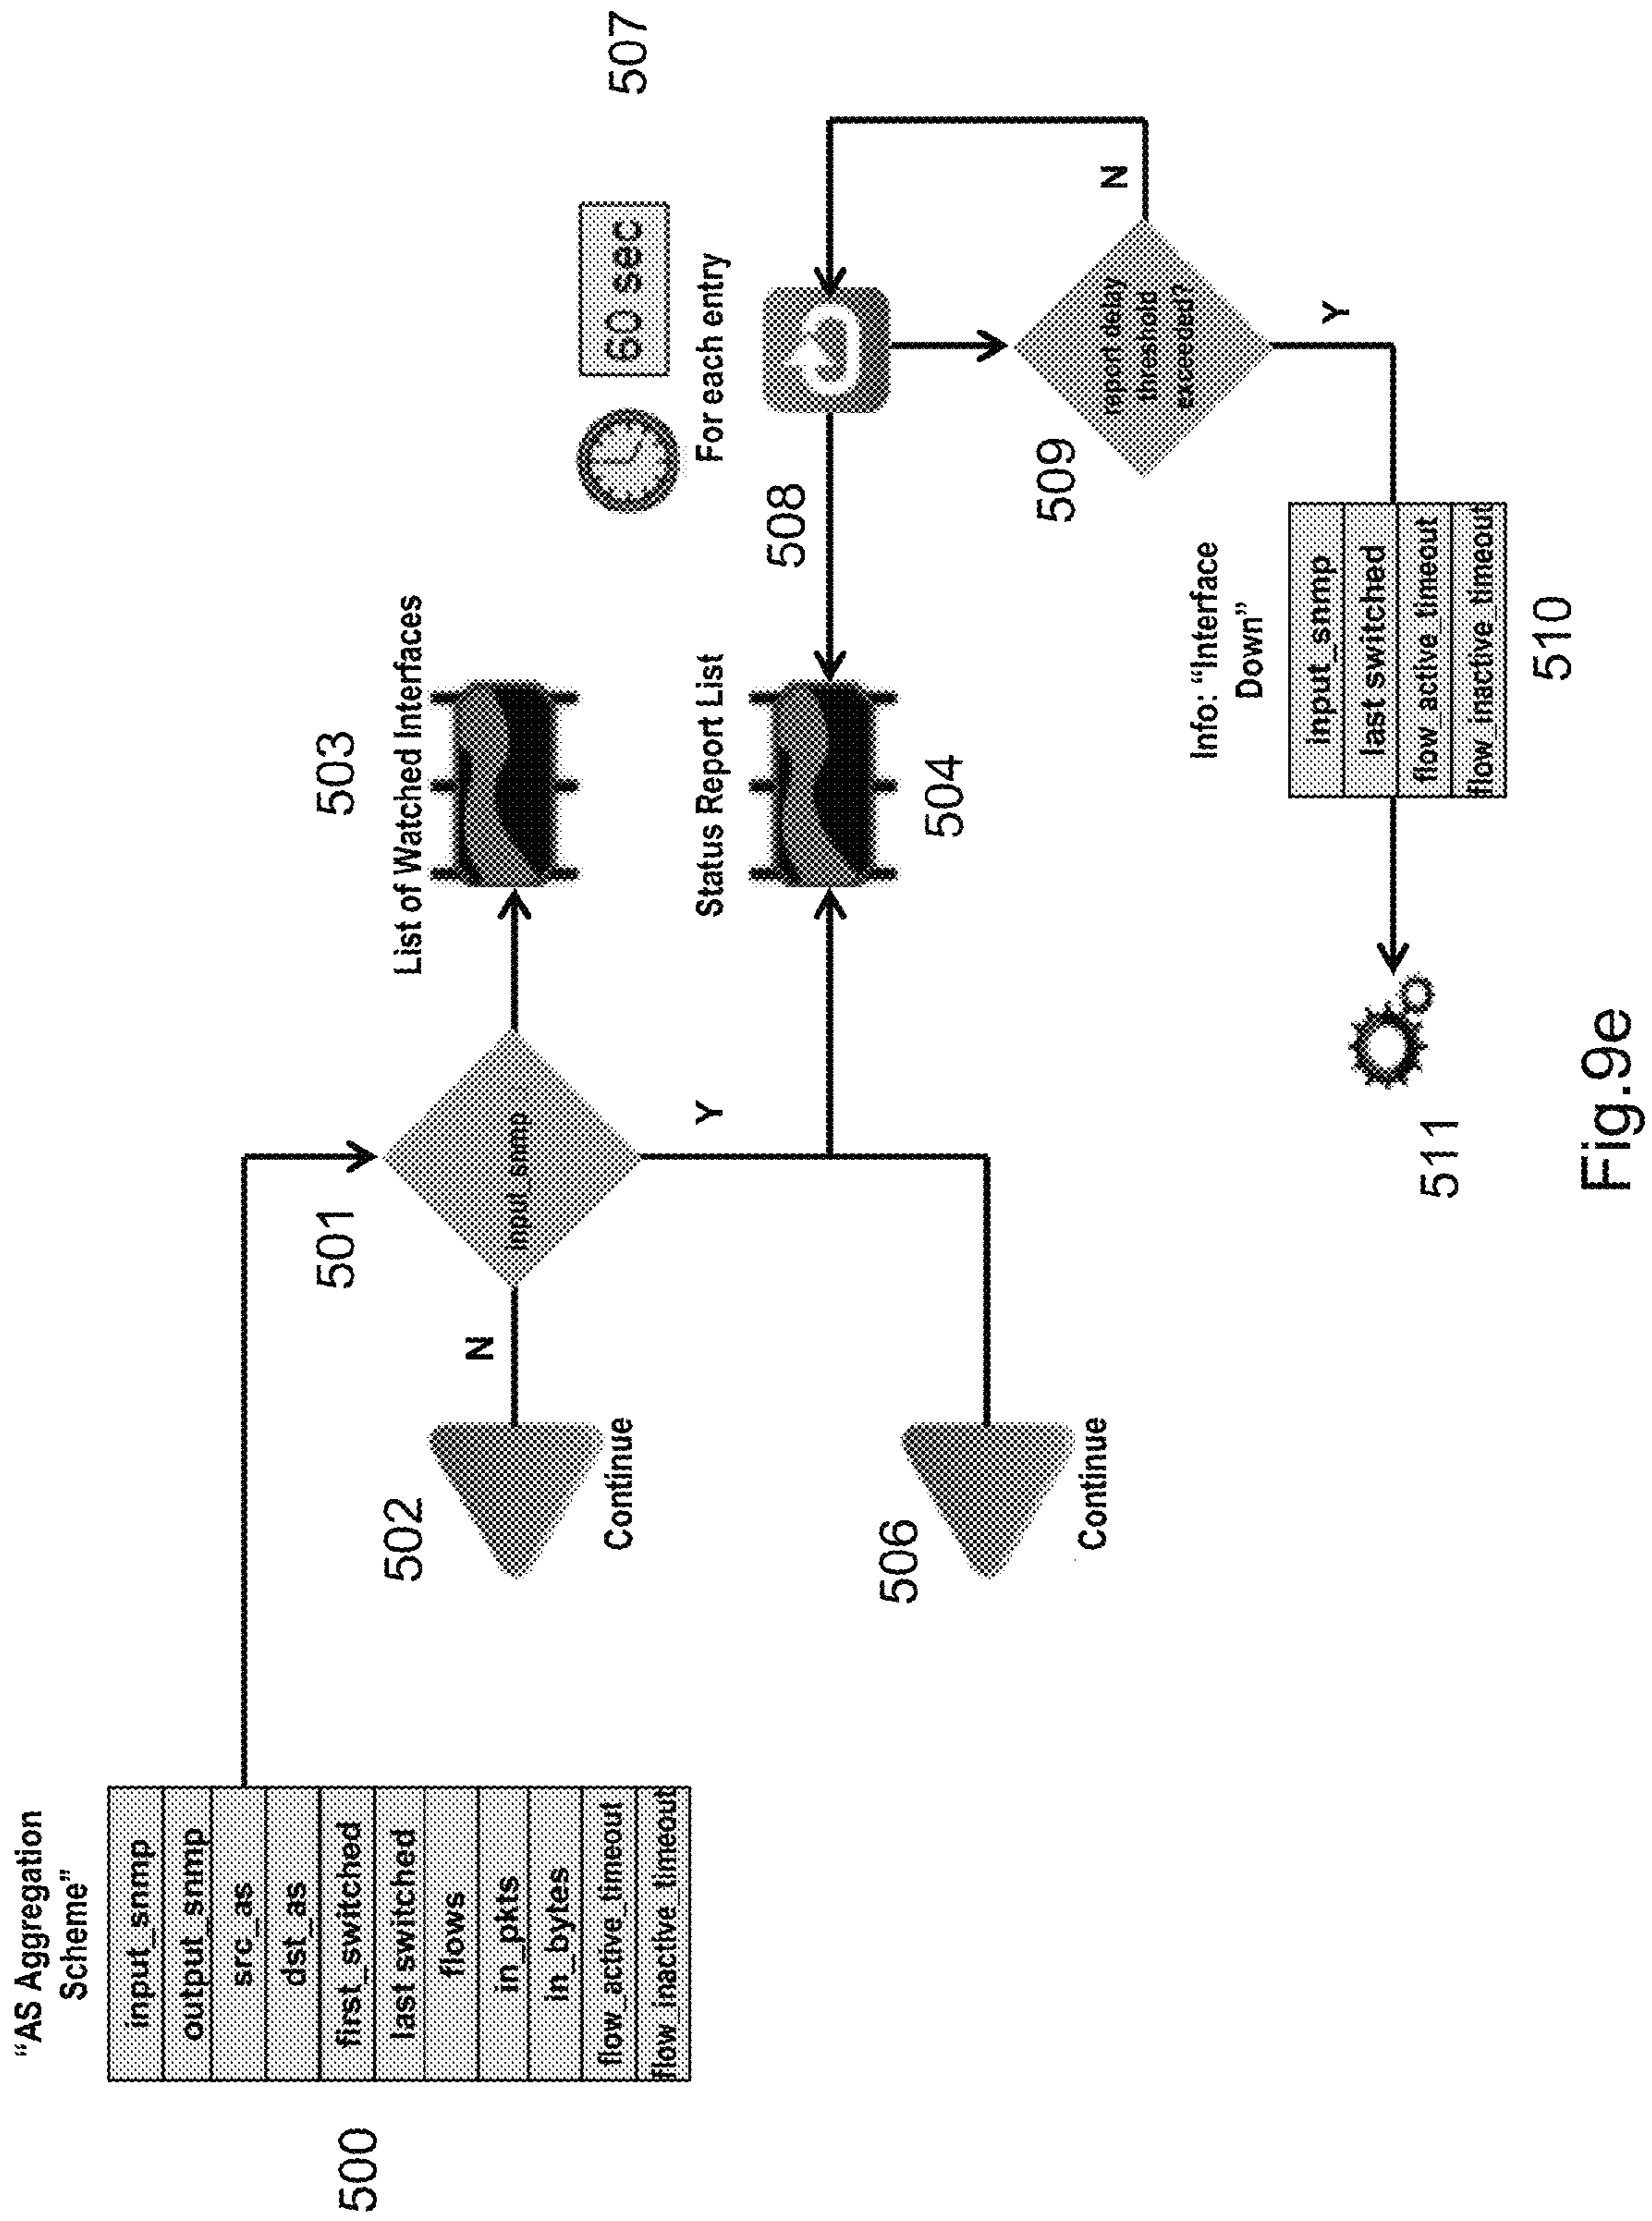 "AS Aggregation
Scheme"
500
input_snmp
output_snmp
src_as
dst_as
first_switched
last switched
flows
in_pkts
in_bytes
flow_active_timeout
flow_inactive_timeout
501
input_snmp
N
502
Continue
Y
506
Continue
503
List of Watched Interfaces
Status Report List
504
507
60 sec
For each entry
508
509
report delay
threshold
exceeded?
N
Y
Info: "Interface
Down"
input_snmp
last switched
flow_active_timeout
flow_inactive_timeout
510
511
Fig.9e